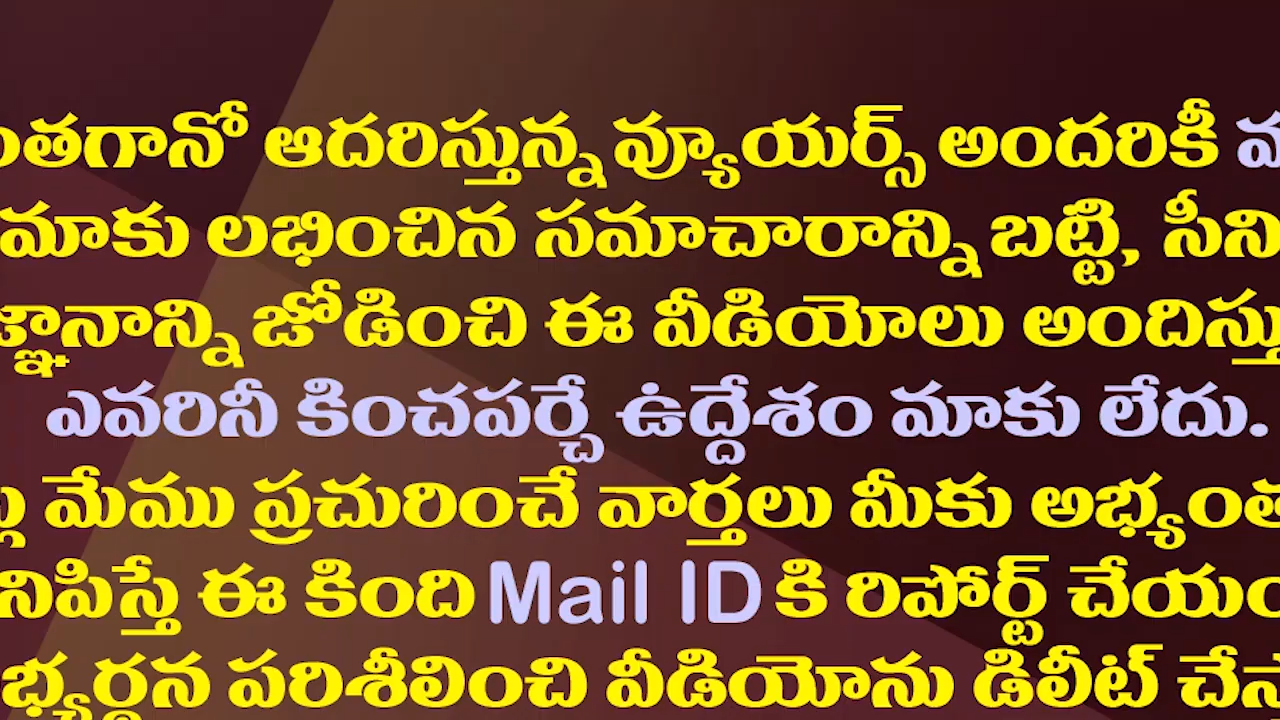 ంతగానో ఆదరిస్తున్న వ్యూయర్స్ అందరికీ
మాకు లభించిన సమాచారాన్ని బట్టి, సీని
జ్ఞానాన్ని జోడించి ఈ వీడియోలు అందిస్తు
ఎవరినీ కించపర్చే ఉద్దేశం మాకు లేదు.
మేము ప్రచురించే వార్తలు మీకు అభ్యంత
నిపిస్తే ఈ కింది Mail ID కి రిపోర్ట్ చేయం
భ్యర్థన పరిశీలించి వీడియోను డిలీట్ చేస